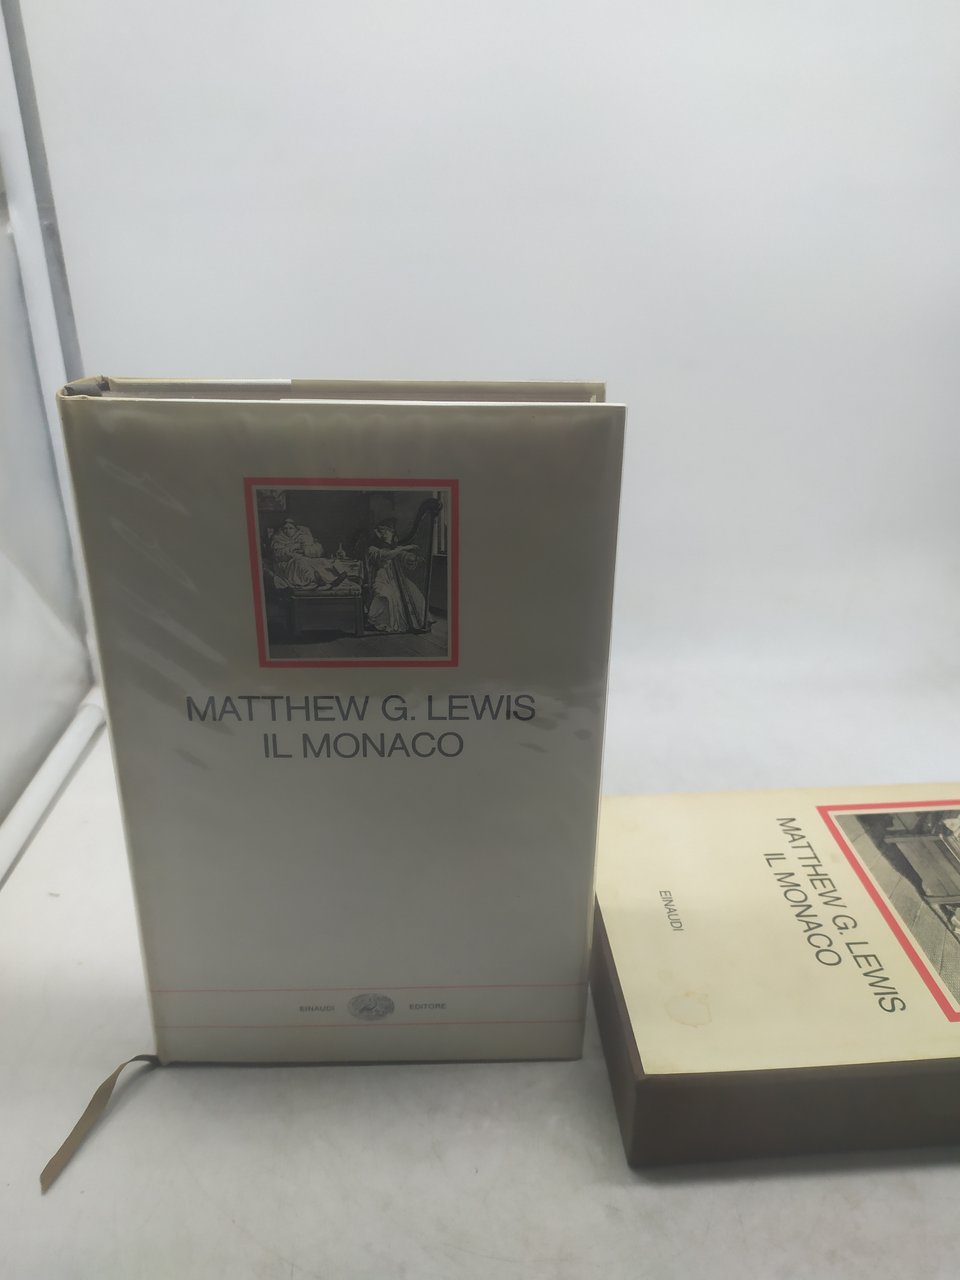 MATTHEW G. LEWIS
IL MONACO
EINAUDI EDITORE
MATTHEW G. LEWIS
IL MONACO
EINAUDI